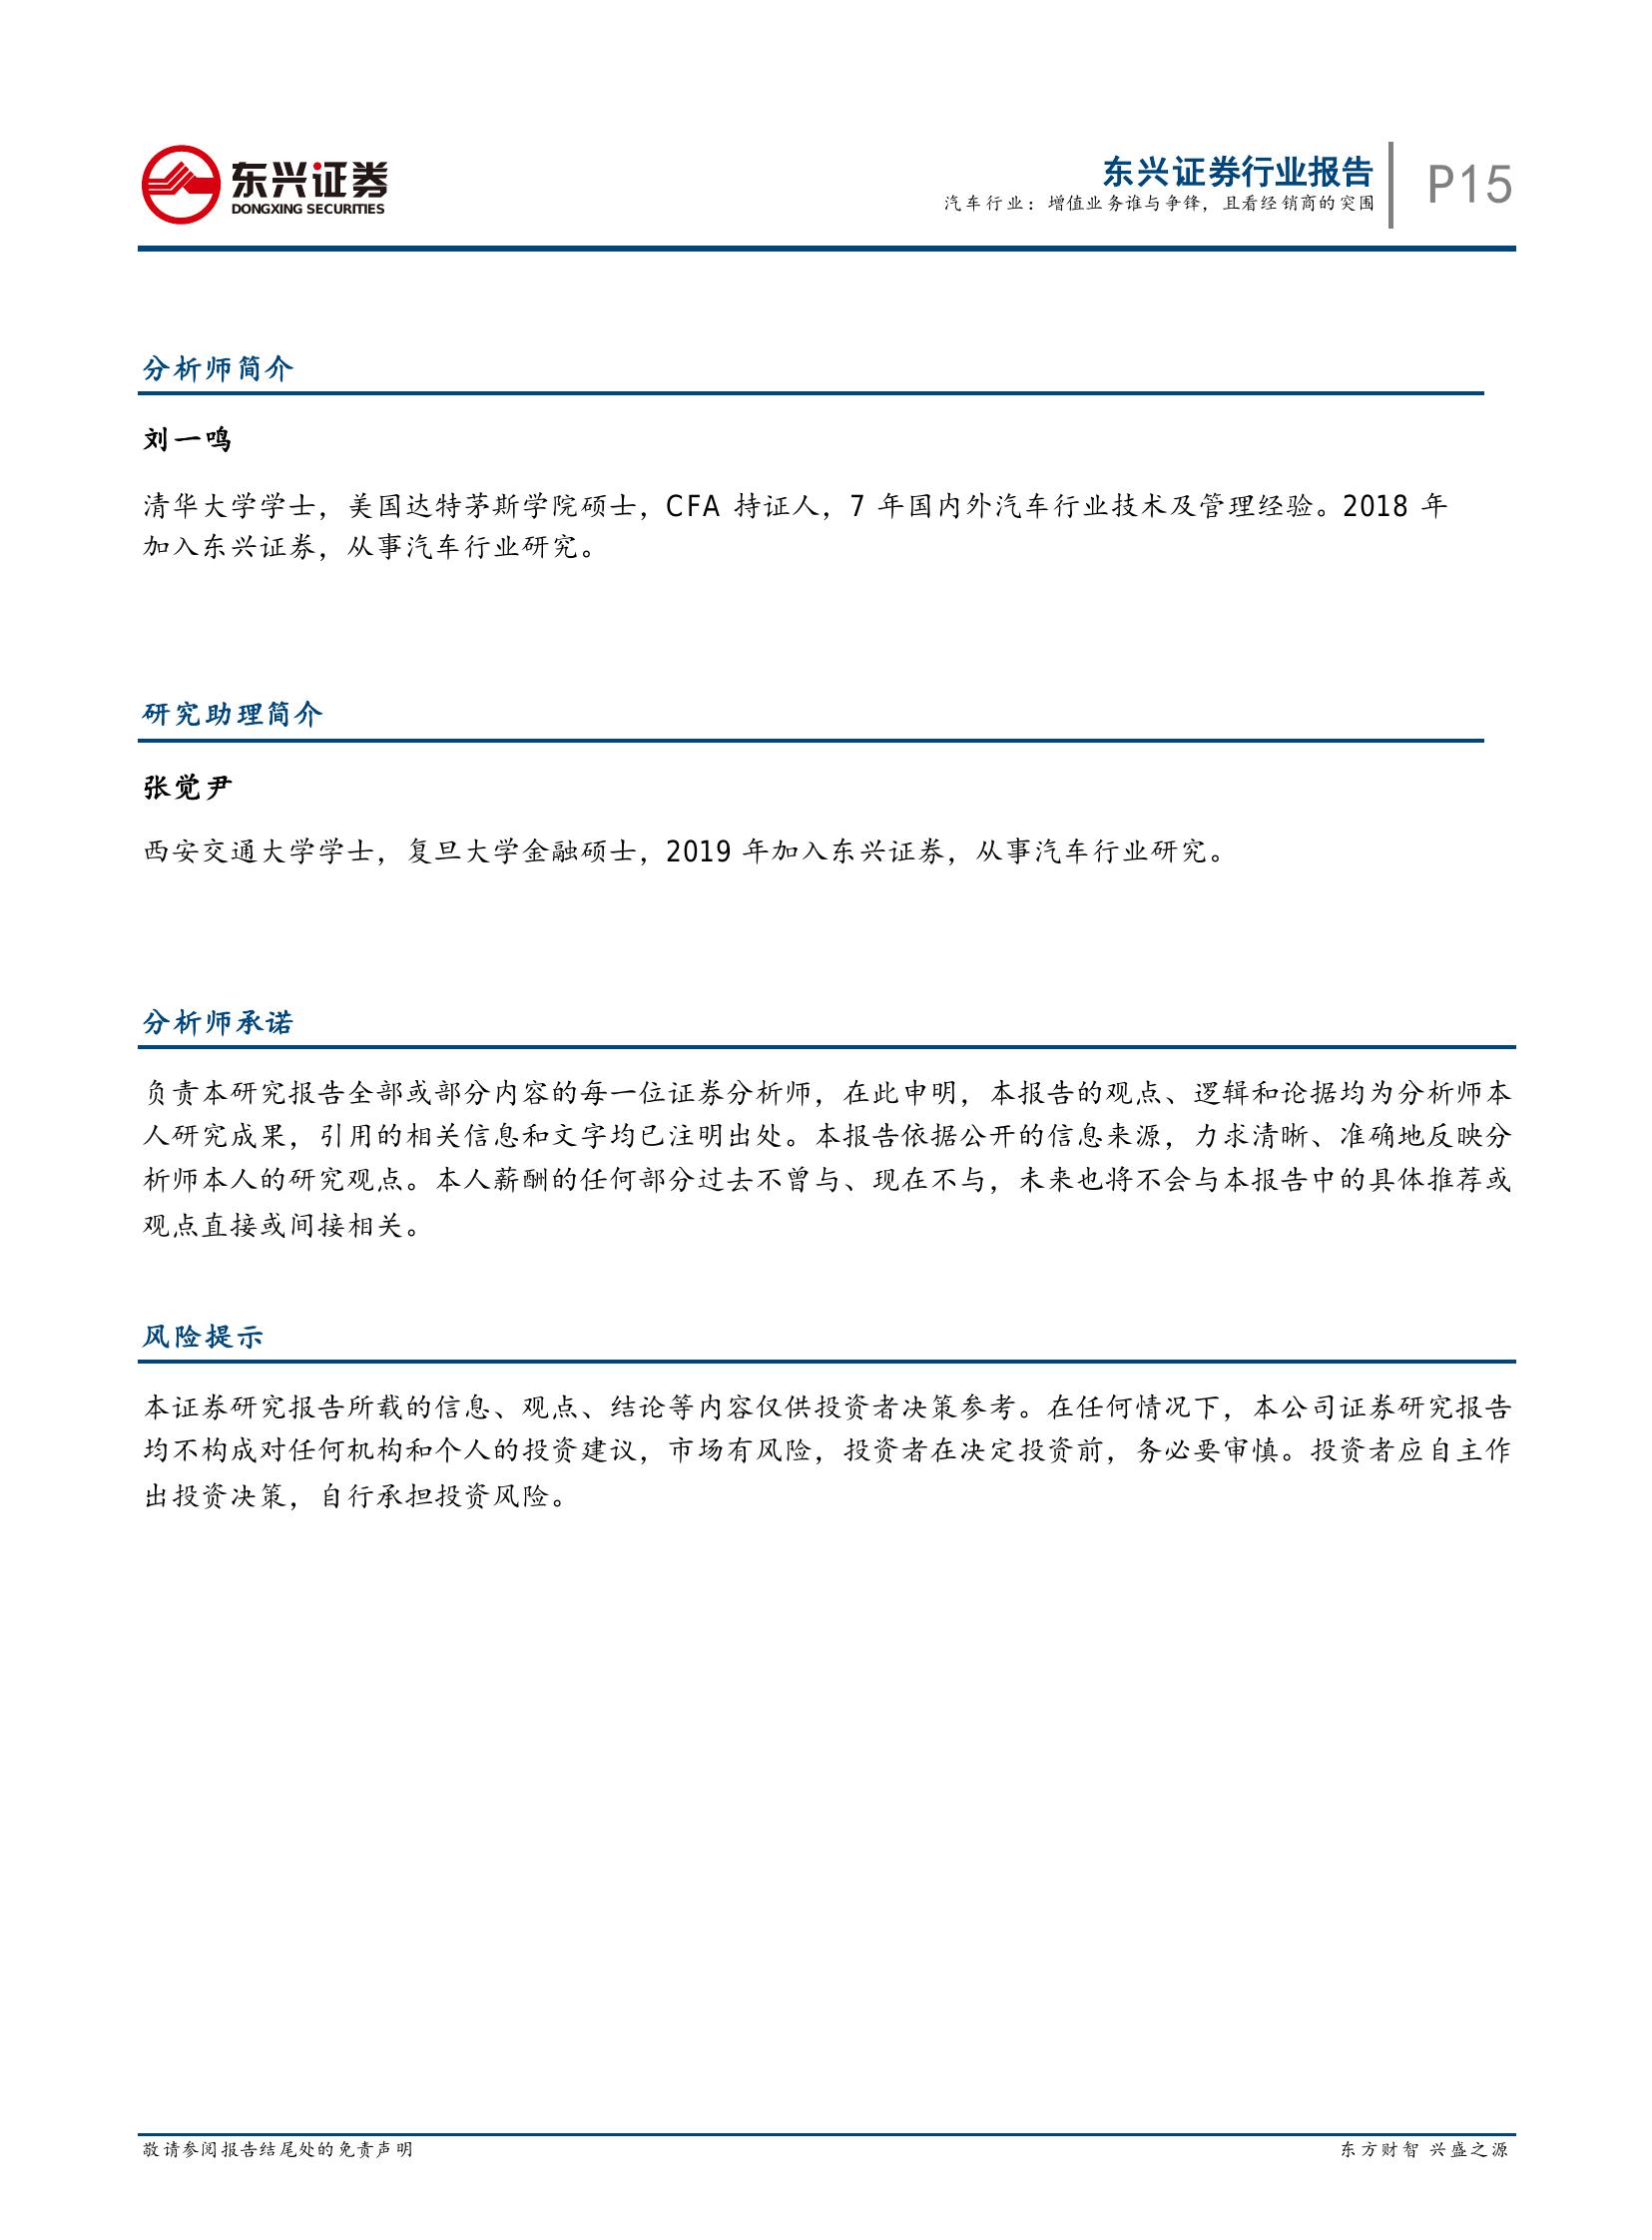 东兴证券
DONGXING SECURITIES
东兴证券行业报告
汽车行业：增值业务谁与争锋，且看经销商的突围
P15
分析师简介
刘一鸣
清华大学学士，美国达特茅斯学院硕士，CFA 持证人，7 年国内外汽车行业技术及管理经验。2018 年
加入东兴证券，从事汽车行业研究。
研究助理简介
张觉尹
西安交通大学学士，复旦大学金融硕士，2019 年加入东兴证券，从事汽车行业研究。
分析师承诺
负责本研究报告全部或部分内容的每一位证券分析师，在此申明，本报告的观点、逻辑和论据均为分析师本
人研究成果，引用的相关信息和文字均已注明出处。本报告依据公开的信息来源，力求清晰、准确地反映分
析师本人的研究观点。本人薪酬的任何部分过去不曾与、现在不与，未来也将不会与本报告中的具体推荐或
观点直接或间接相关。
风险提示
本证券研究报告所载的信息、观点、结论等内容仅供投资者决策参考。在任何情况下，本公司证券研究报告
均不构成对任何机构和个人的投资建议，市场有风险，投资者在决定投资前，务必要审慎。投资者应自主作
出投资决策，自行承担投资风险。
敬请参阅报告结尾处的免责声明
东方财智 兴盛之源